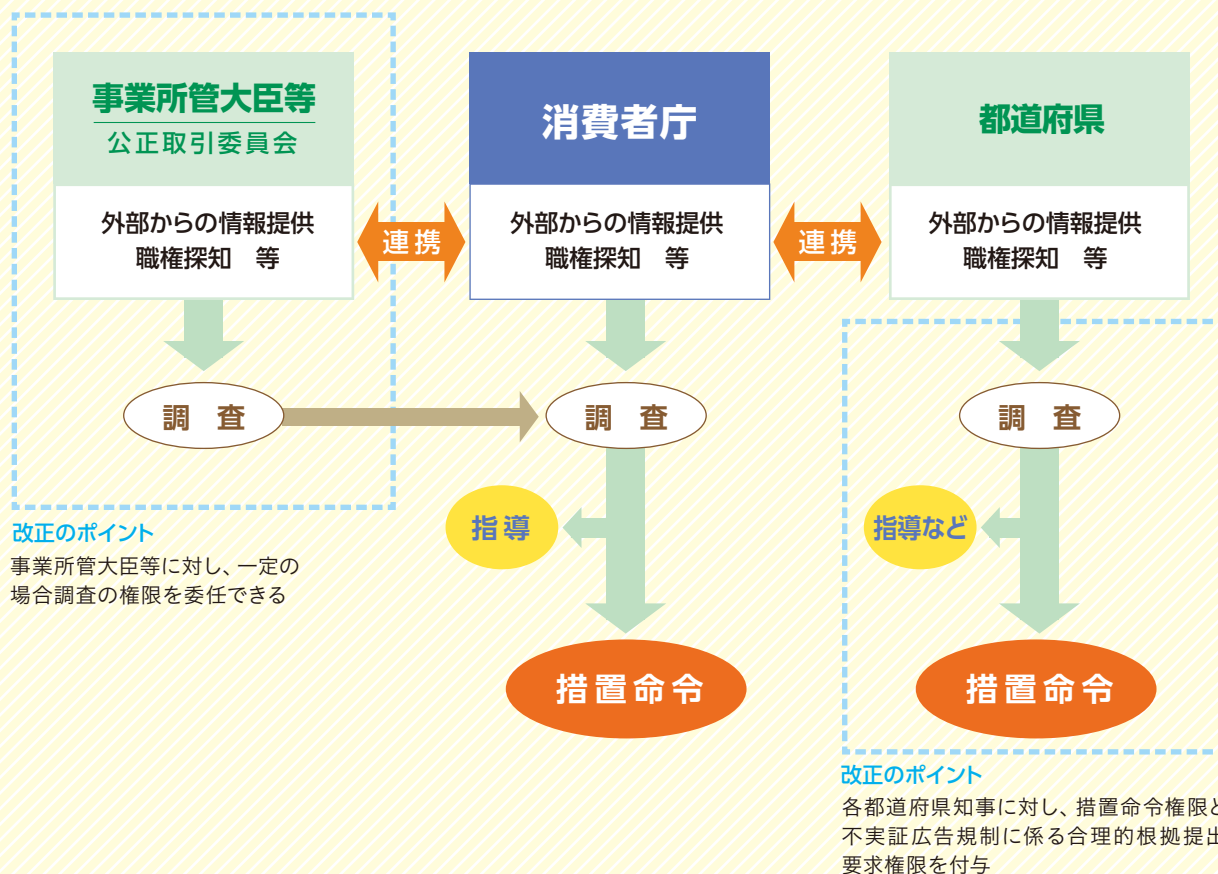 事業所管大臣等
公正取引委員会
外部からの情報提供
職権探知　等
連携
消費者庁
外部からの情報提供
職権探知　等
連携
都道府県
外部からの情報提供
職権探知　等
調　査
調　査
調　査
改正のポイント
事業所管大臣等に対し、一定の
場合調査の権限を委任できる
指導
指導など
措置命令
措置命令
改正のポイント
各都道府県知事に対し、措置命令権限と
不実証広告規制に係る合理的根拠提出
要求権限を付与